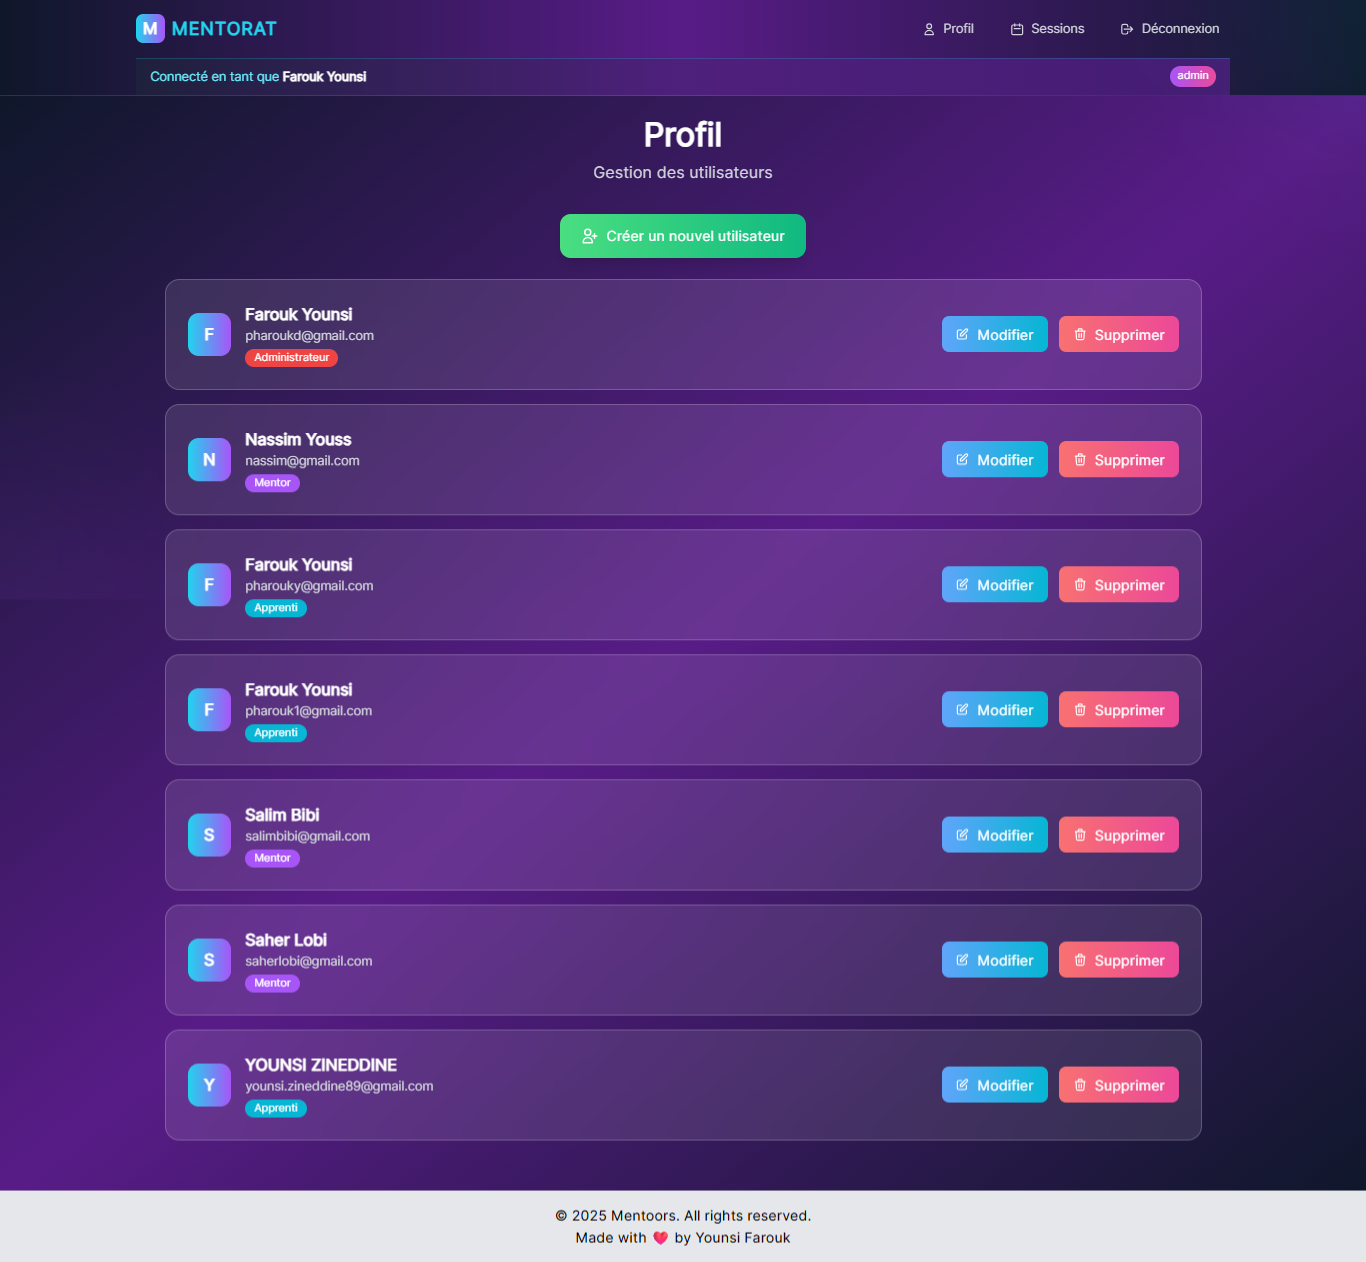 M MENTORAT
Profil Sessions Déconnexion
Connecté en tant que Farouk Younsi admin
Profil
Gestion des utilisateurs
Créer un nouvel utilisateur
F
Farouk Younsi
pharoukd@gmail.com
Administrateur
Modifier Supprimer
N
Nassim Youss
nassim@gmail.com
Mentor
Modifier Supprimer
F
Farouk Younsi
pharouky@gmail.com
Apprenti
Modifier Supprimer
F
Farouk Younsi
pharouk1@gmail.com
Apprenti
Modifier Supprimer
S
Salim Bibi
salimbibi@gmail.com
Mentor
Modifier Supprimer
S
Saher Lobi
saherlobi@gmail.com
Mentor
Modifier Supprimer
Y
YOUNSI ZINEDDINE
younsi.zineddine89@gmail.com
Apprenti
Modifier Supprimer
© 2025 Mentoors. All rights reserved.
Made with ❤️ by Younsi Farouk